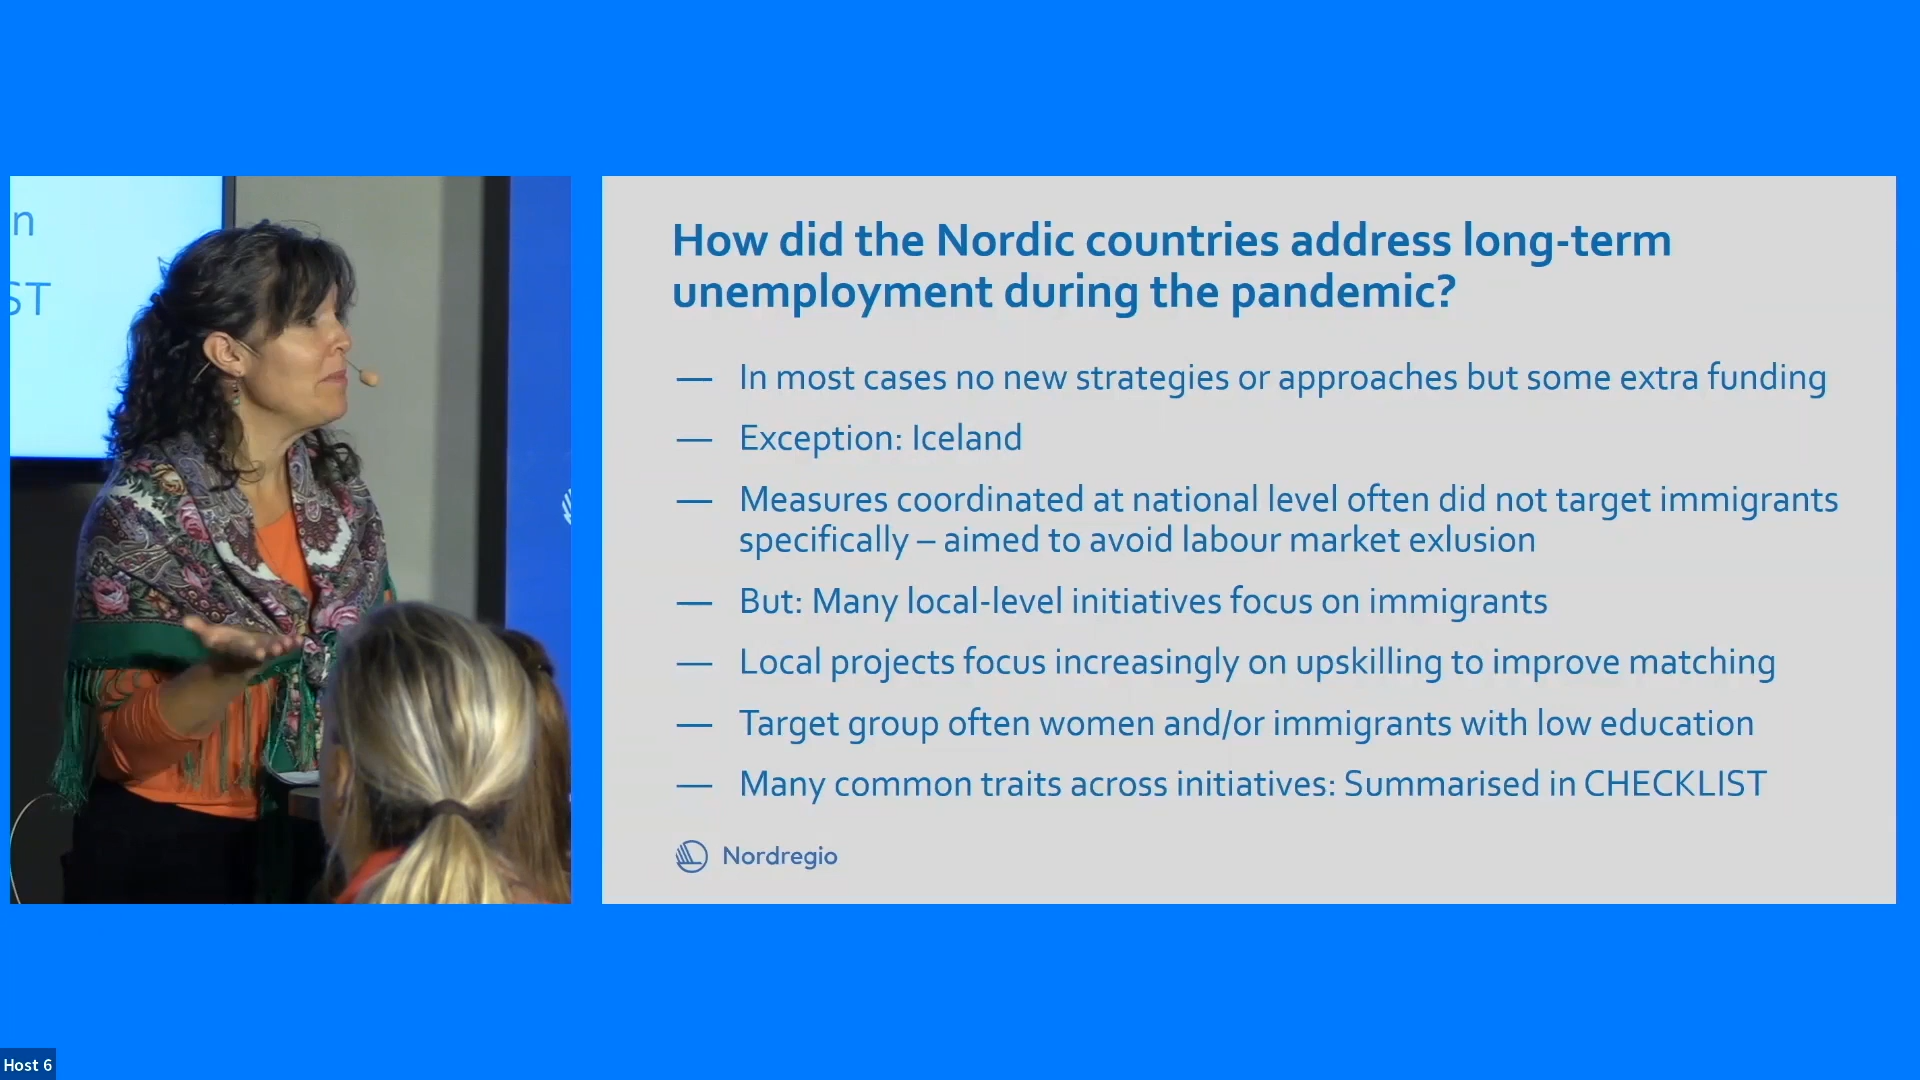 n
ST
How did the Nordic countries address long-term
unemployment during the pandemic?
— In most cases no new strategies or approaches but some extra funding
— Exception: Iceland
— Measures coordinated at national level often did not target immigrants
specifically – aimed to avoid labour market exlusion
— But: Many local-level initiatives focus on immigrants
— Local projects focus increasingly on upskilling to improve matching
— Target group often women and/or immigrants with low education
— Many common traits across initiatives: Summarised in CHECKLIST
Nordregio
Host 6